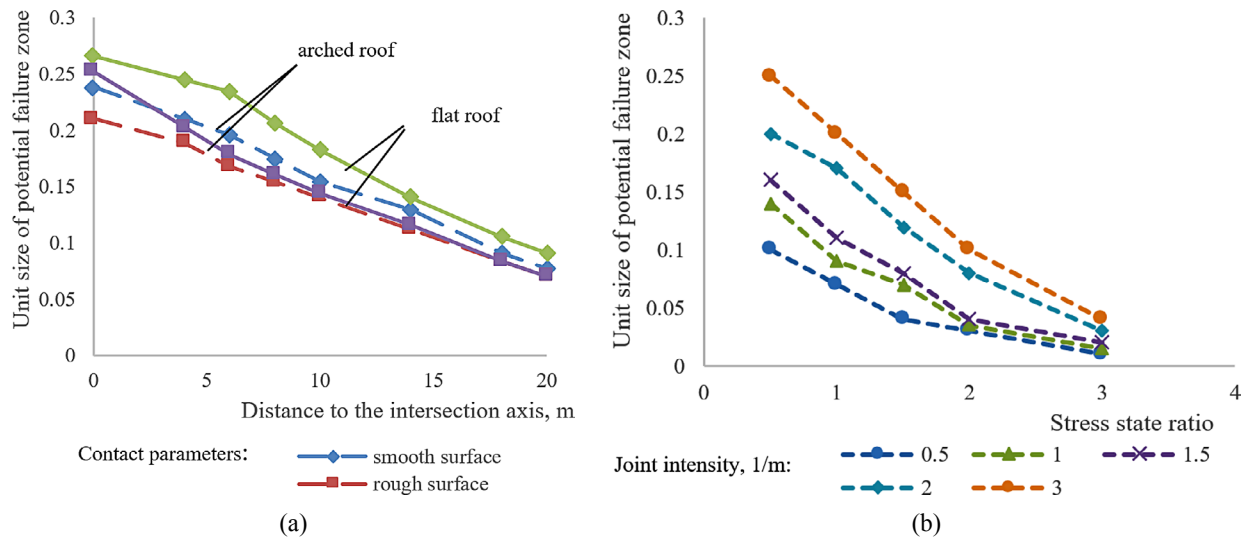 Unit size of potential failure zone
0.3
0.25
0.2
0.15
0.1
0.05
0
arched roof
flat roof
0 5 10 15 20
Distance to the intersection axis, m
Contact parameters:
smooth surface
rough surface
(a)
Unit size of potential failure zone
0.3
0.25
0.2
0.15
0.1
0.05
0
0 1 2 3 4
Stress state ratio
Joint intensity, 1/m:
0.5 1 1.5
2 3
(b)